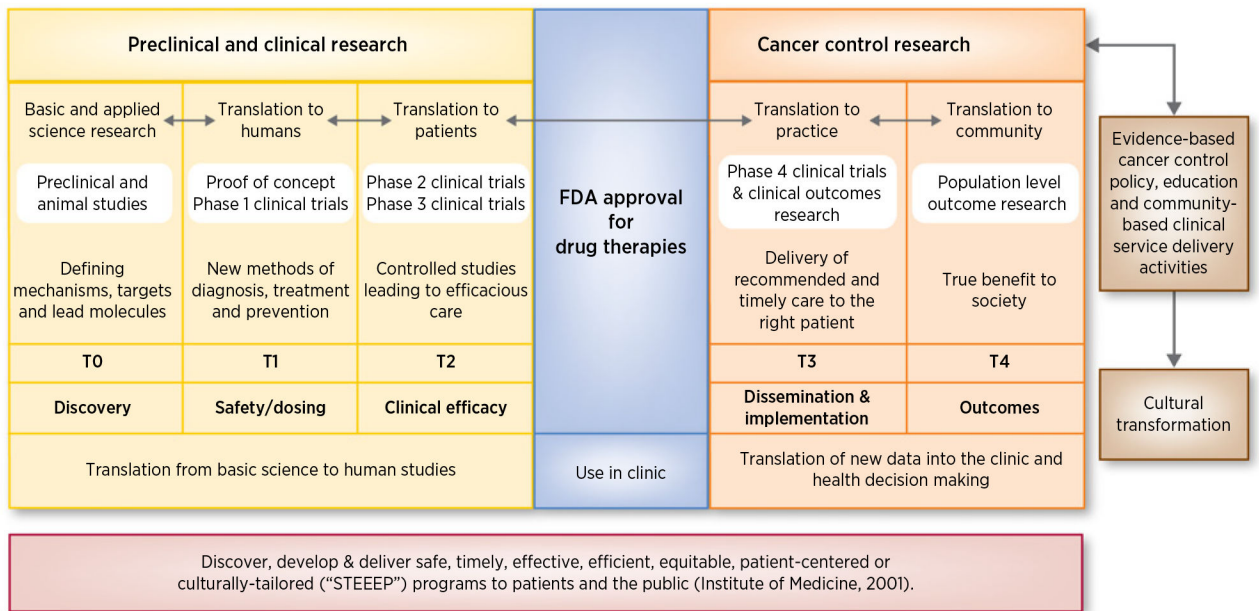 Preclinical and clinical research
Basic and applied
science research
Translation to
humans
Translation to
patients
Preclinical and
animal studies
Proof of concept
Phase 1 clinical trials
Phase 2 clinical trials
Phase 3 clinical trials
Defining
mechanisms, targets
and lead molecules
New methods of
diagnosis, treatment
and prevention
Controlled studies
leading to efficacious
care
T0
T1
T2
Discovery
Safety/dosing
Clinical efficacy
Translation from basic science to human studies
FDA approval
for
drug therapies
Use in clinic
Cancer control research
Translation to
practice
Translation to
community
Phase 4 clinical trials
& clinical outcomes
research
Population level
outcome research
Delivery of
recommended and
timely care to the
right patient
True benefit to
society
T3
T4
Dissemination &
implementation
Outcomes
Translation of new data into the clinic and
health decision making
Evidence-based
cancer control
policy, education
and community-
based clinical
service delivery
activities
Cultural
transformation
Discover, develop & deliver safe, timely, effective, efficient, equitable, patient-centered or
culturally-tailored (“STEEEP”) programs to patients and the public (Institute of Medicine, 2001).